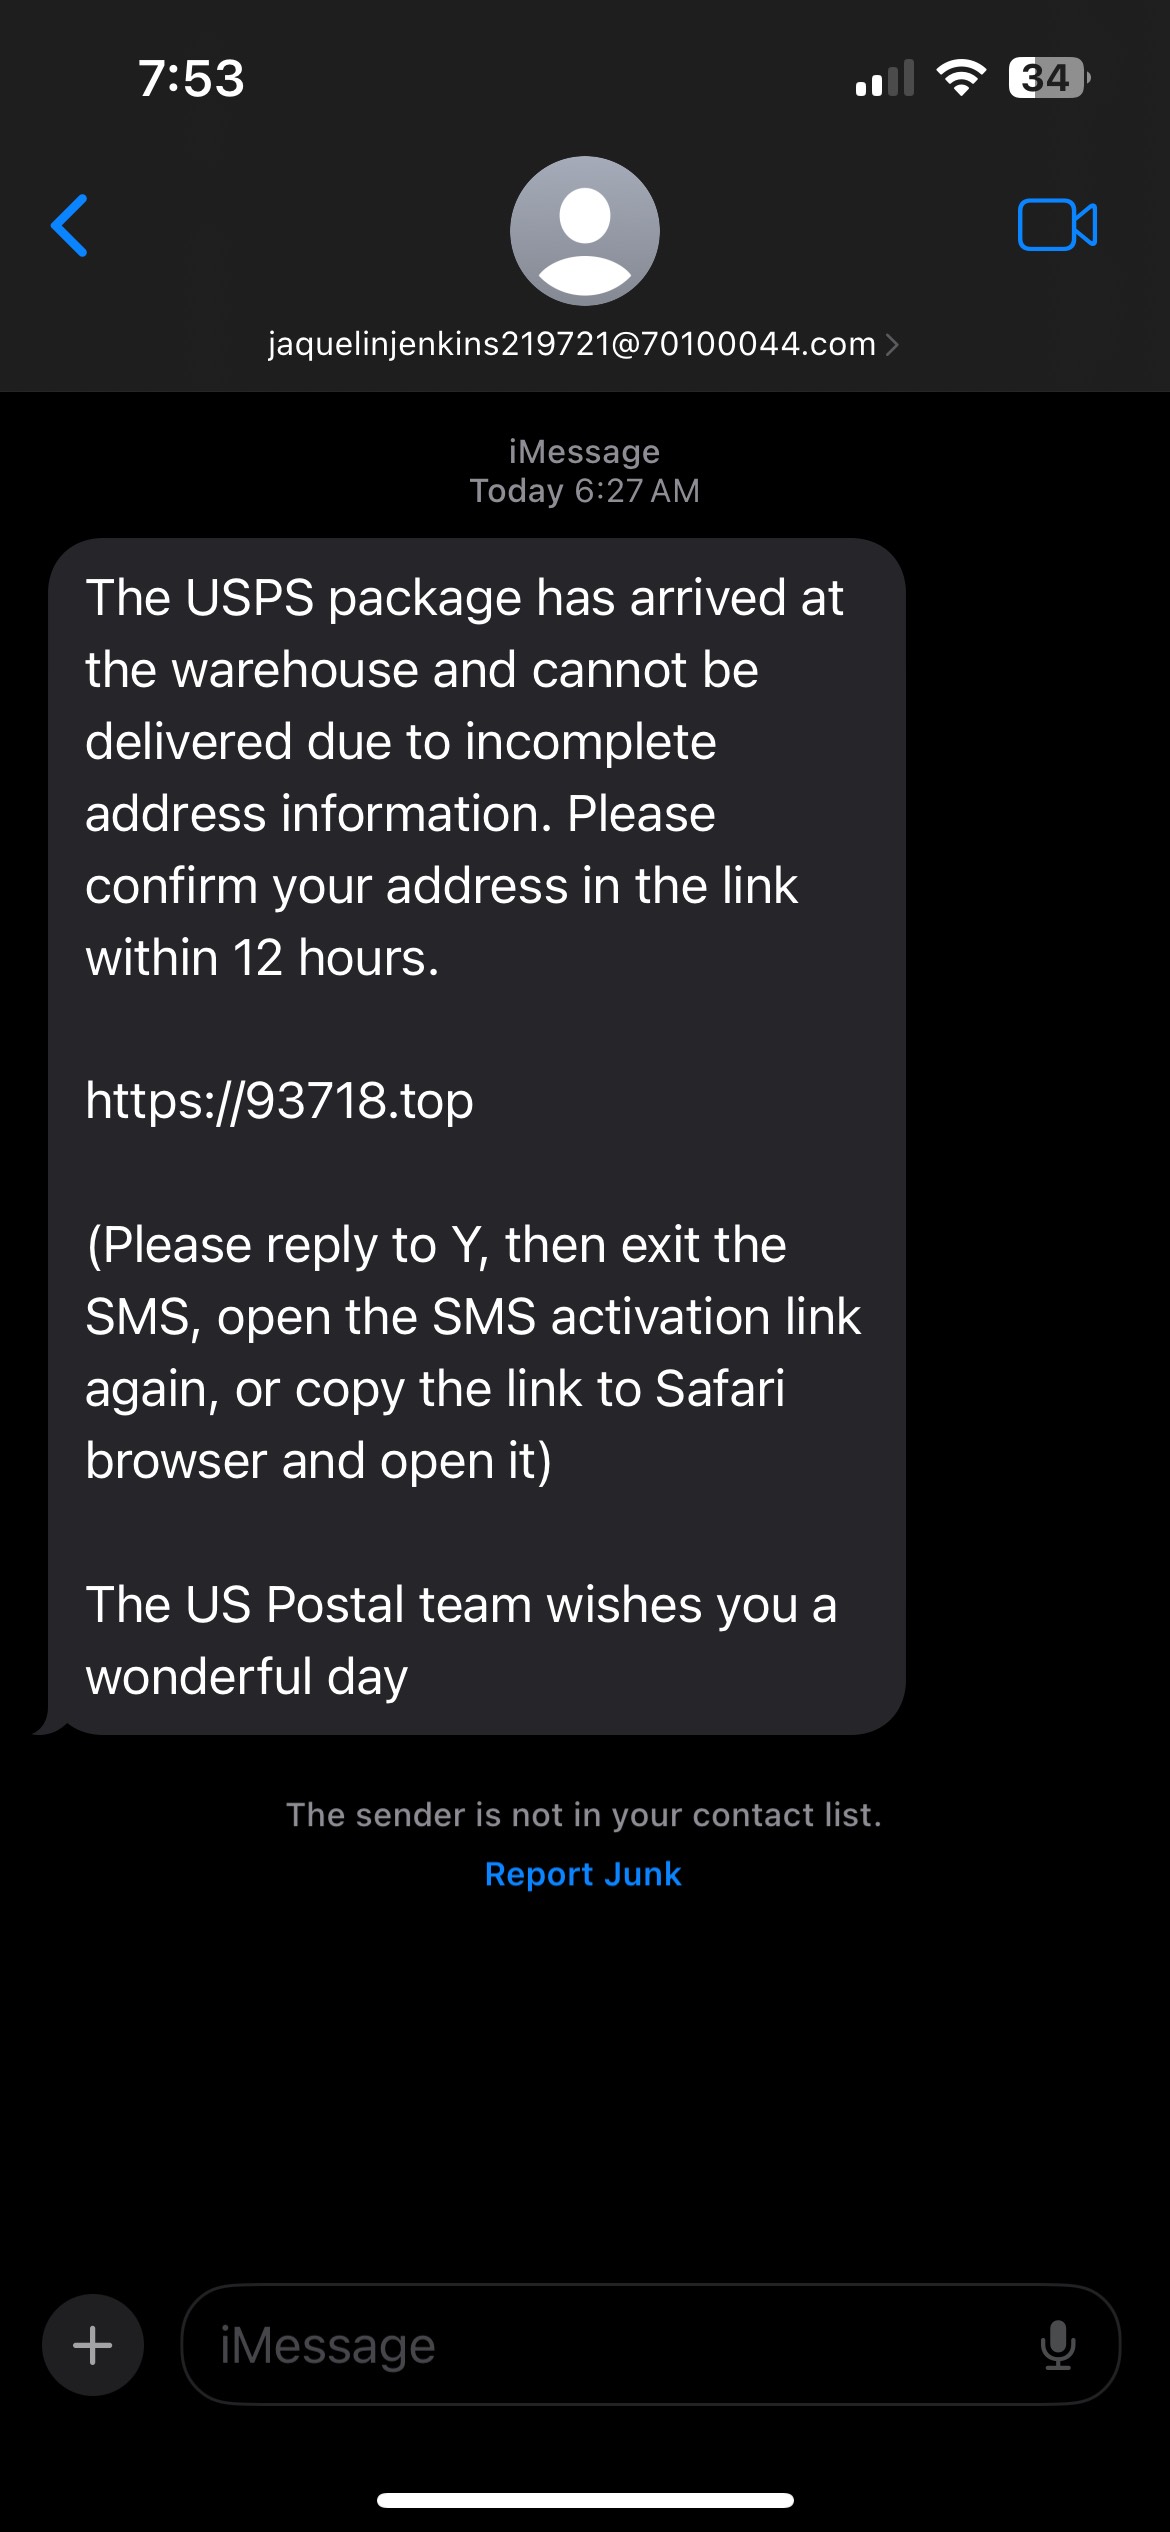 7:53
34
jaquelinjenkins219721@70100044.com
iMessage
Today 6:27 AM
The USPS package has arrived at
the warehouse and cannot be
delivered due to incomplete
address information. Please
confirm your address in the link
within 12 hours.
https://93718.top
(Please reply to Y, then exit the
SMS, open the SMS activation link
again, or copy the link to Safari
browser and open it)
The US Postal team wishes you a
wonderful day
The sender is not in your contact list.
Report Junk
iMessage